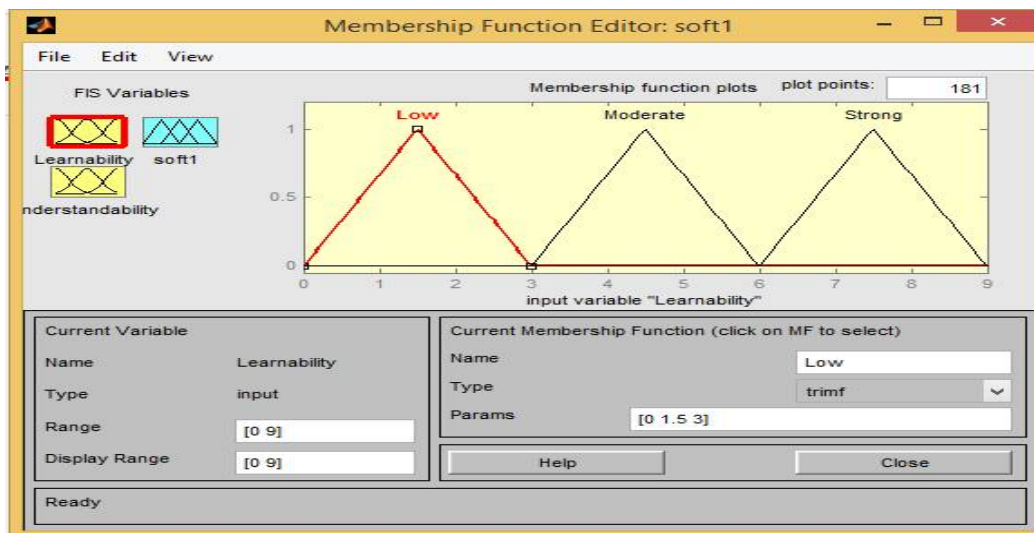 Membership Function Editor: soft1
File Edit View
FIS Variables
Membership function plots plot points: 181
Learnability soft1
nderstandability
Low Moderate Strong
1
0.5
0
0 1 2 3 4 5 6 7 8 9
input variable "Learnability"
Current Variable
Name Learnability
Type input
Range [0 9]
Display Range [0 9]
Current Membership Function (click on MF to select)
Name Low
Type trimf
Params [0 1.5 3]
Help Close
Ready